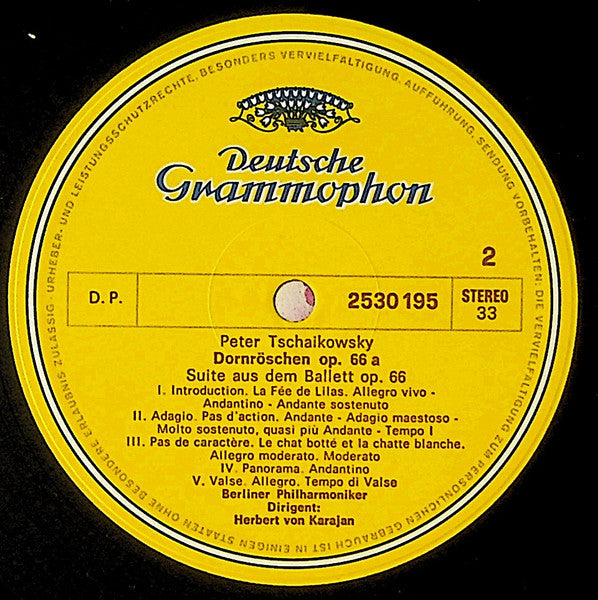 URHEBER- UND LEISTUNGSSCHUTZRECHTE, BESONDERS VERVIELFÄLTIGUNG, AUFFÜHRUNG, SENDUNG VORBEHALTEN: DIE VERVIELFÄLTIGUNG ZUM PERSÖNLICHEN GEBRAUCH IST IN EINIGEN STAATEN OHNE BESONDERE ERLAUBNIS ZULÄSSIG ·
Deutsche
Grammophon
2
D. P.
2530 195
STEREO
33
Peter Tschaikowsky
Dornröschen op. 66 a
Suite aus dem Ballett op. 66
I. Introduction. La Fée de Lilas. Allegro vivo -
Andantino - Andante sostenuto
II. Adagio. Pas d'action. Andante - Adagio maestoso -
Molto sostenuto, quasi più Andante - Tempo I
III. Pas de caractère. Le chat botté et la chatte blanche.
Allegro moderato. Moderato
IV. Panorama. Andantino
V. Valse. Allegro. Tempo di Valse
Berliner Philharmoniker
Dirigent:
Herbert von Karajan